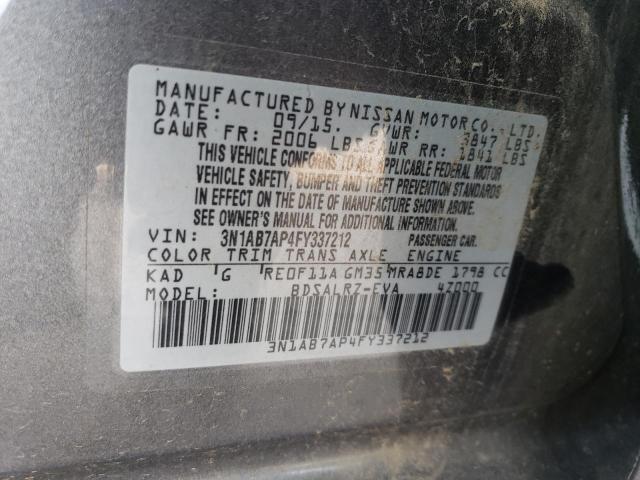 MANUFACTURED BY NISSAN MOTOR CO., LTD.
DATE: 09/15. GVWR: 3847 LBS
GAWR FR: 2006 LBS GAWR RR: 1841 LBS
THIS VEHICLE CONFORMS TO ALL APPLICABLE FEDERAL MOTOR
VEHICLE SAFETY, BUMPER AND THEFT PREVENTION STANDARDS
IN EFFECT ON THE DATE OF MANUFACTURE SHOWN ABOVE.
SEE OWNER'S MANUAL FOR ADDITIONAL INFORMATION.
VIN: 3N1AB7AP4FY337212 PASSENGER CAR.
COLOR TRIM TRANS AXLE ENGINE
KAD G RE0F11A GM35 MRA8DE 1798 CC
MODEL: BDSALRZ-EVA 4Z000
3N1AB7AP4FY337212